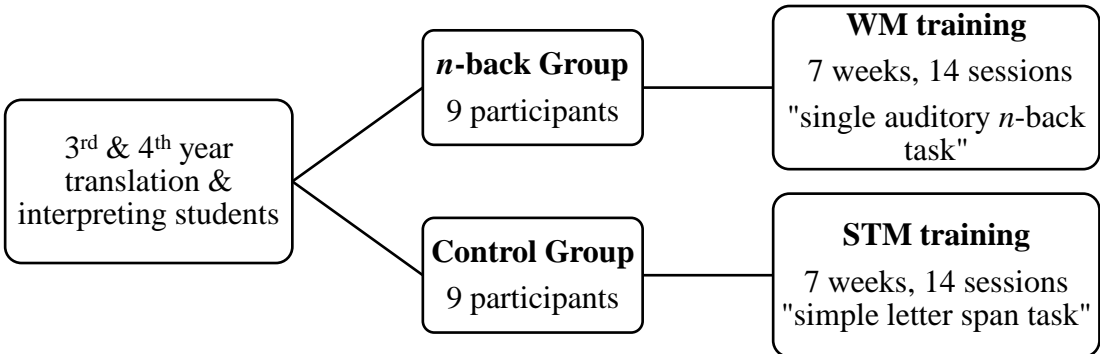 3rd & 4th year
translation &
interpreting students
n-back Group
9 participants
WM training
7 weeks, 14 sessions
"single auditory n-back
task"
Control Group
9 participants
STM training
7 weeks, 14 sessions
"simple letter span task"